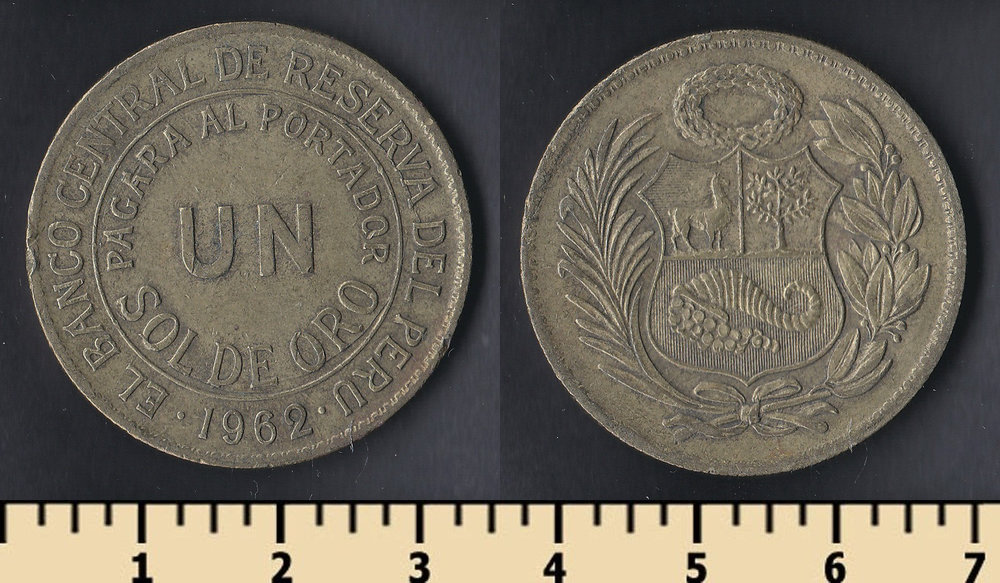 EL BANCO CENTRAL DE RESERVA DEL PERU
PAGARA AL PORTADOR
UN
SOL DE ORO
· 1962 ·
1 2 3 4 5 6 7